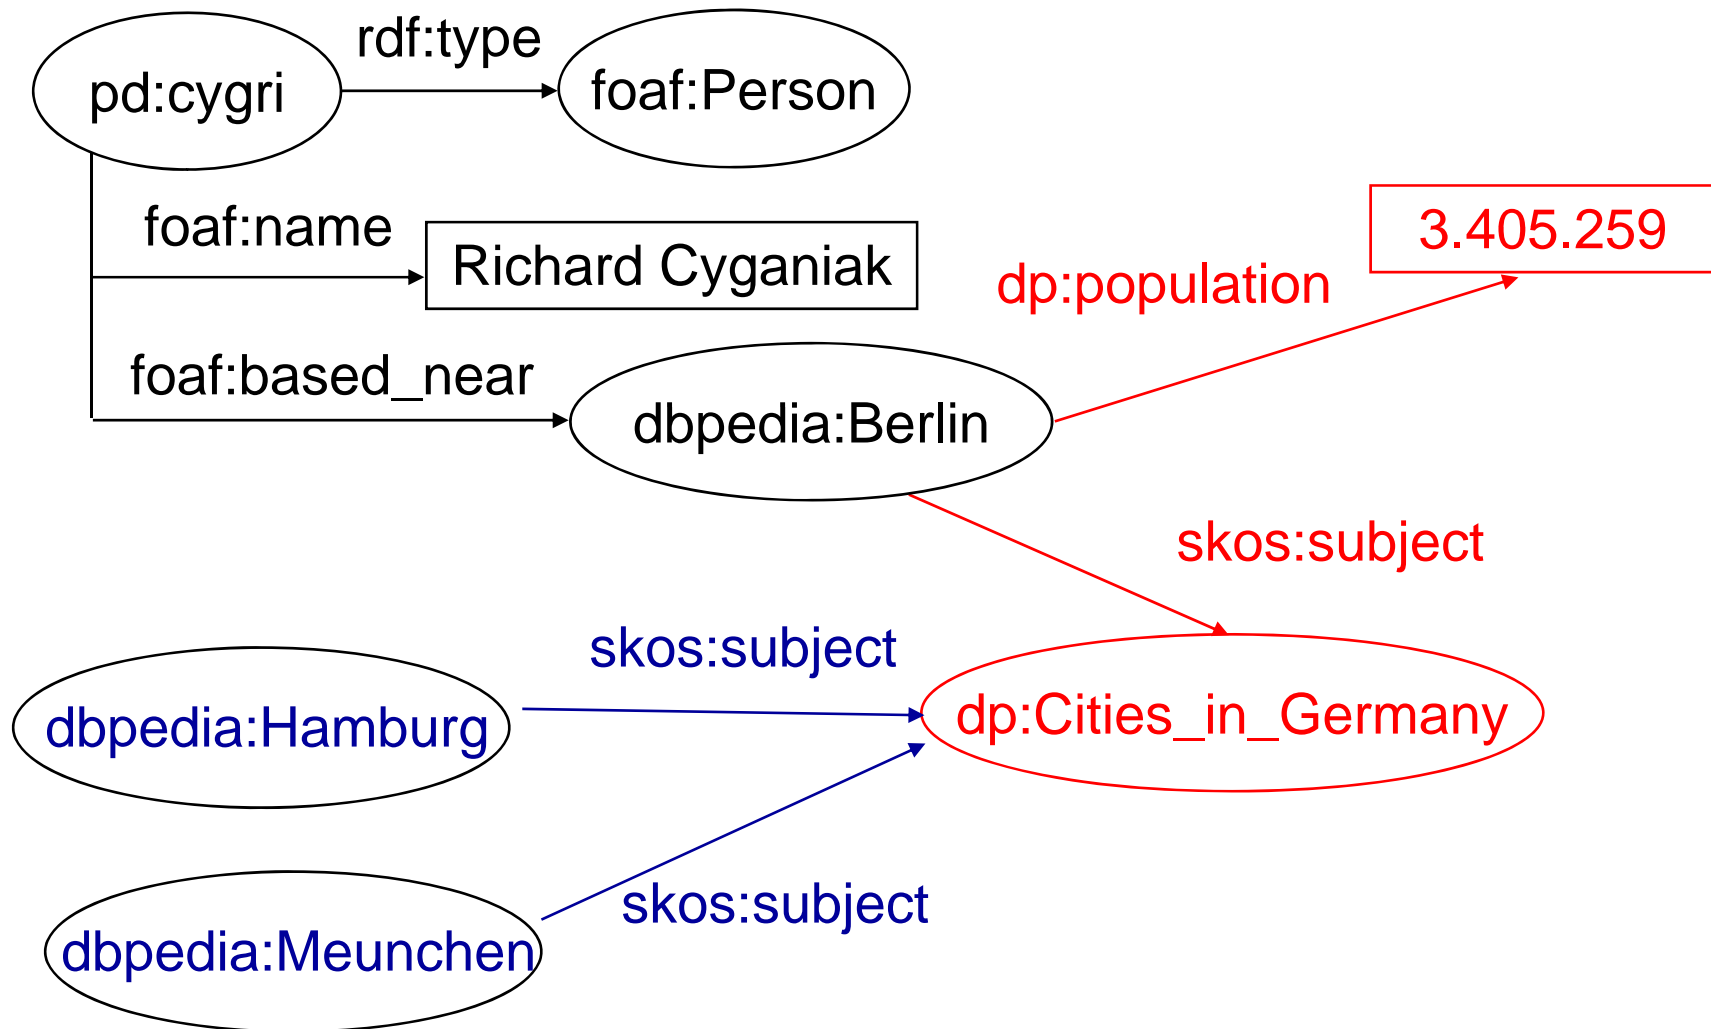 rdf:type
pd:cygri
foaf:Person
foaf:name
3.405.259
Richard Cyganiak
dp:population
foaf:based_near
dbpedia:Berlin
skos:subject
skos:subject
dbpedia:Hamburg
dp:Cities_in_Germany
skos:subject
dbpedia:Meunchen